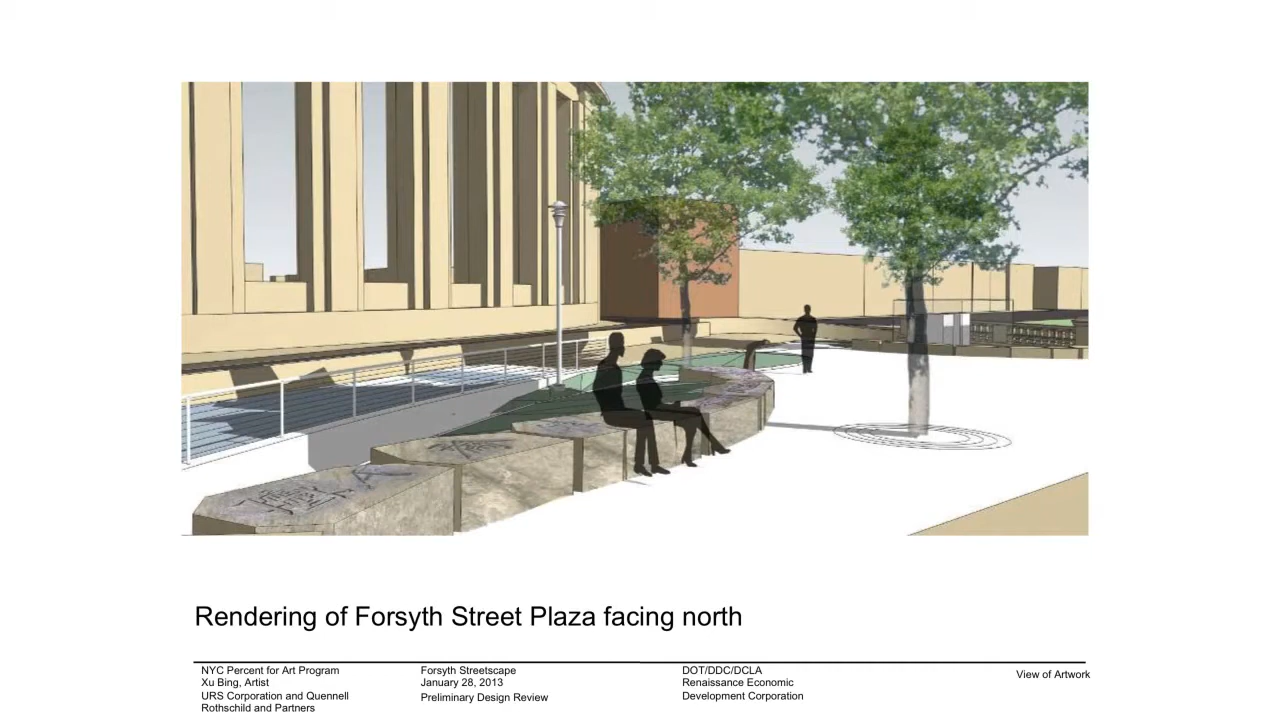 Rendering of Forsyth Street Plaza facing north
NYC Percent for Art Program
Xu Bing, Artist
URS Corporation and Quennell
Rothschild and Partners
Forsyth Streetscape
January 28, 2013
Preliminary Design Review
DOT/DDC/DCLA
Renaissance Economic
Development Corporation
View of Artwork